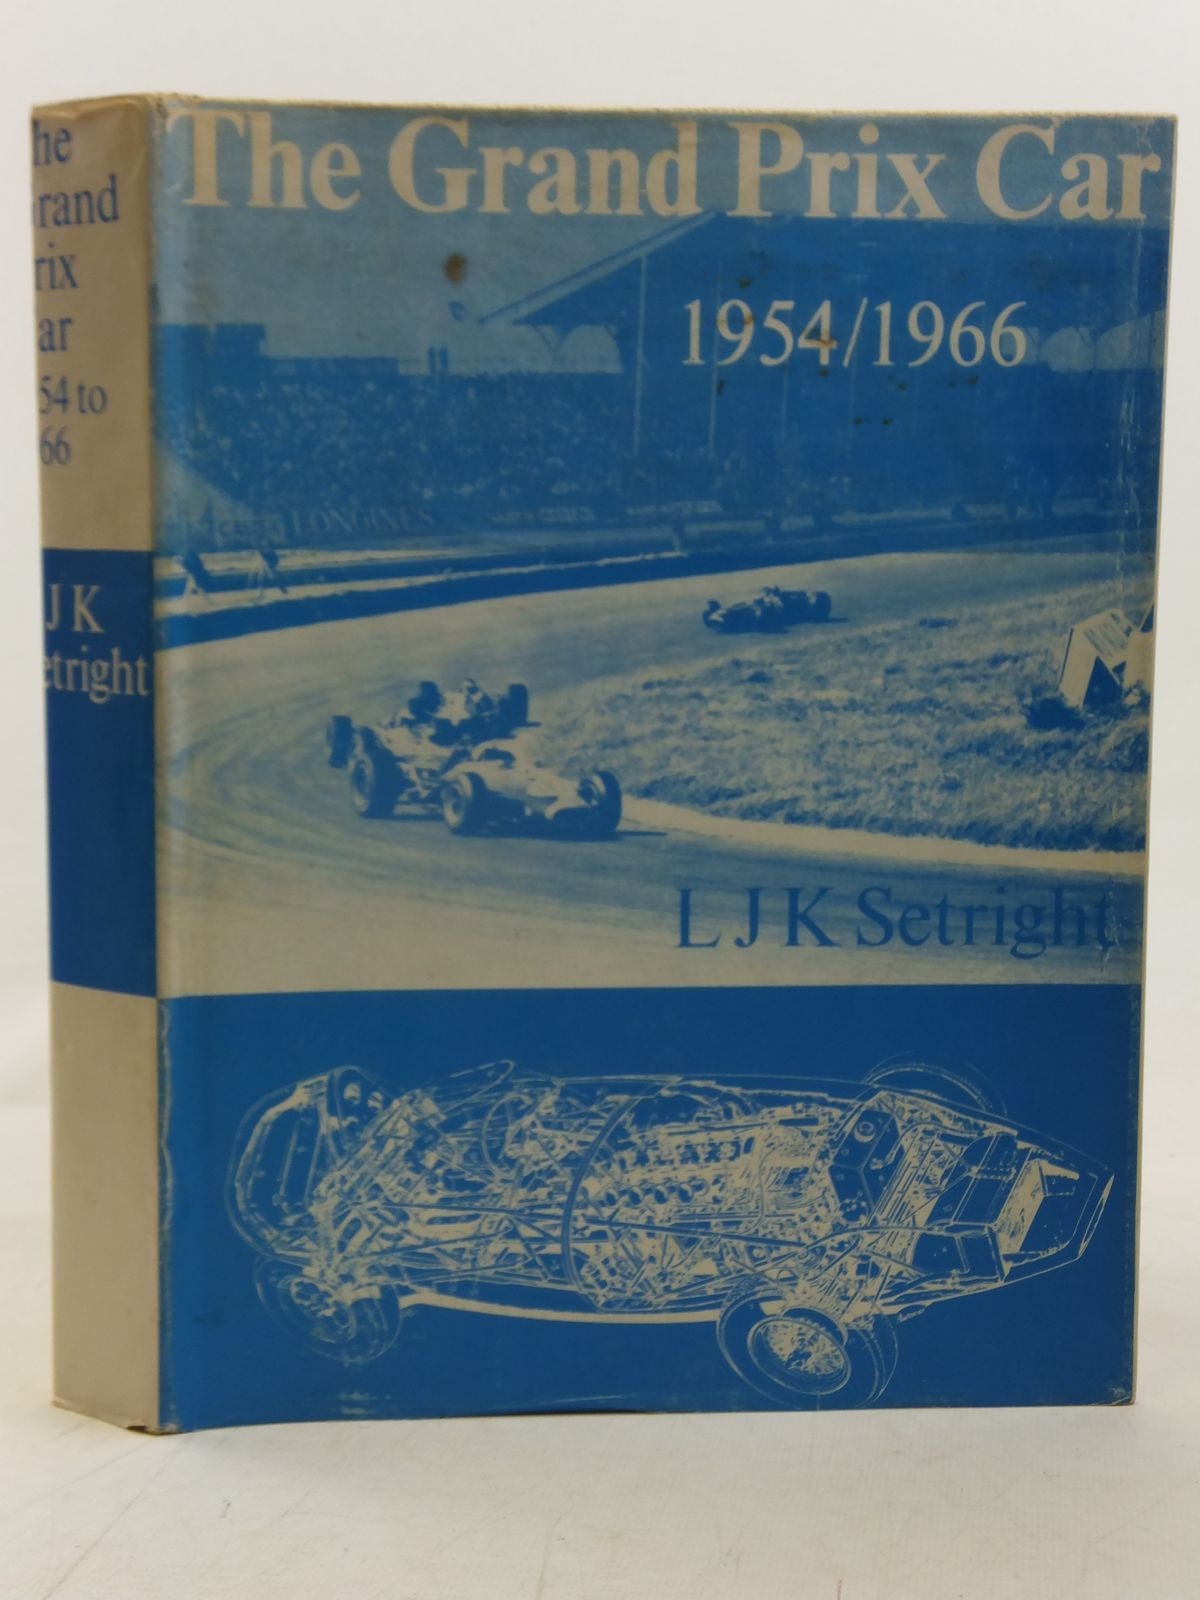 The Grand Prix Car
1954/1966
LONGINES
L J K Setright
he
rand
rix
ar
54 to
66
J K
etright